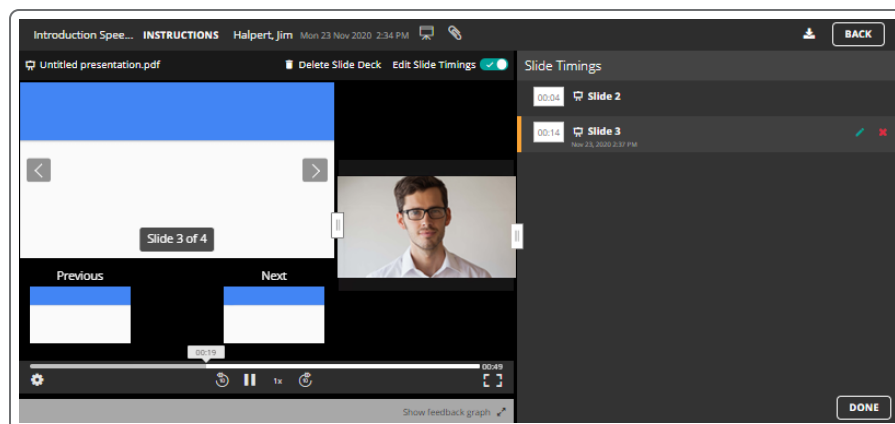 Introduction Spee... INSTRUCTIONS Halpert, Jim Mon 23 Nov 2020 2:34 PM BACK
Untitled presentation.pdf Delete Slide Deck Edit Slide Timings
Slide Timings
00:04 Slide 2
00:14 Slide 3
Nov 23, 2020 2:37 PM
Slide 3 of 4
Previous Next
00:19
00:49
10 1x 10
Show feedback graph
DONE